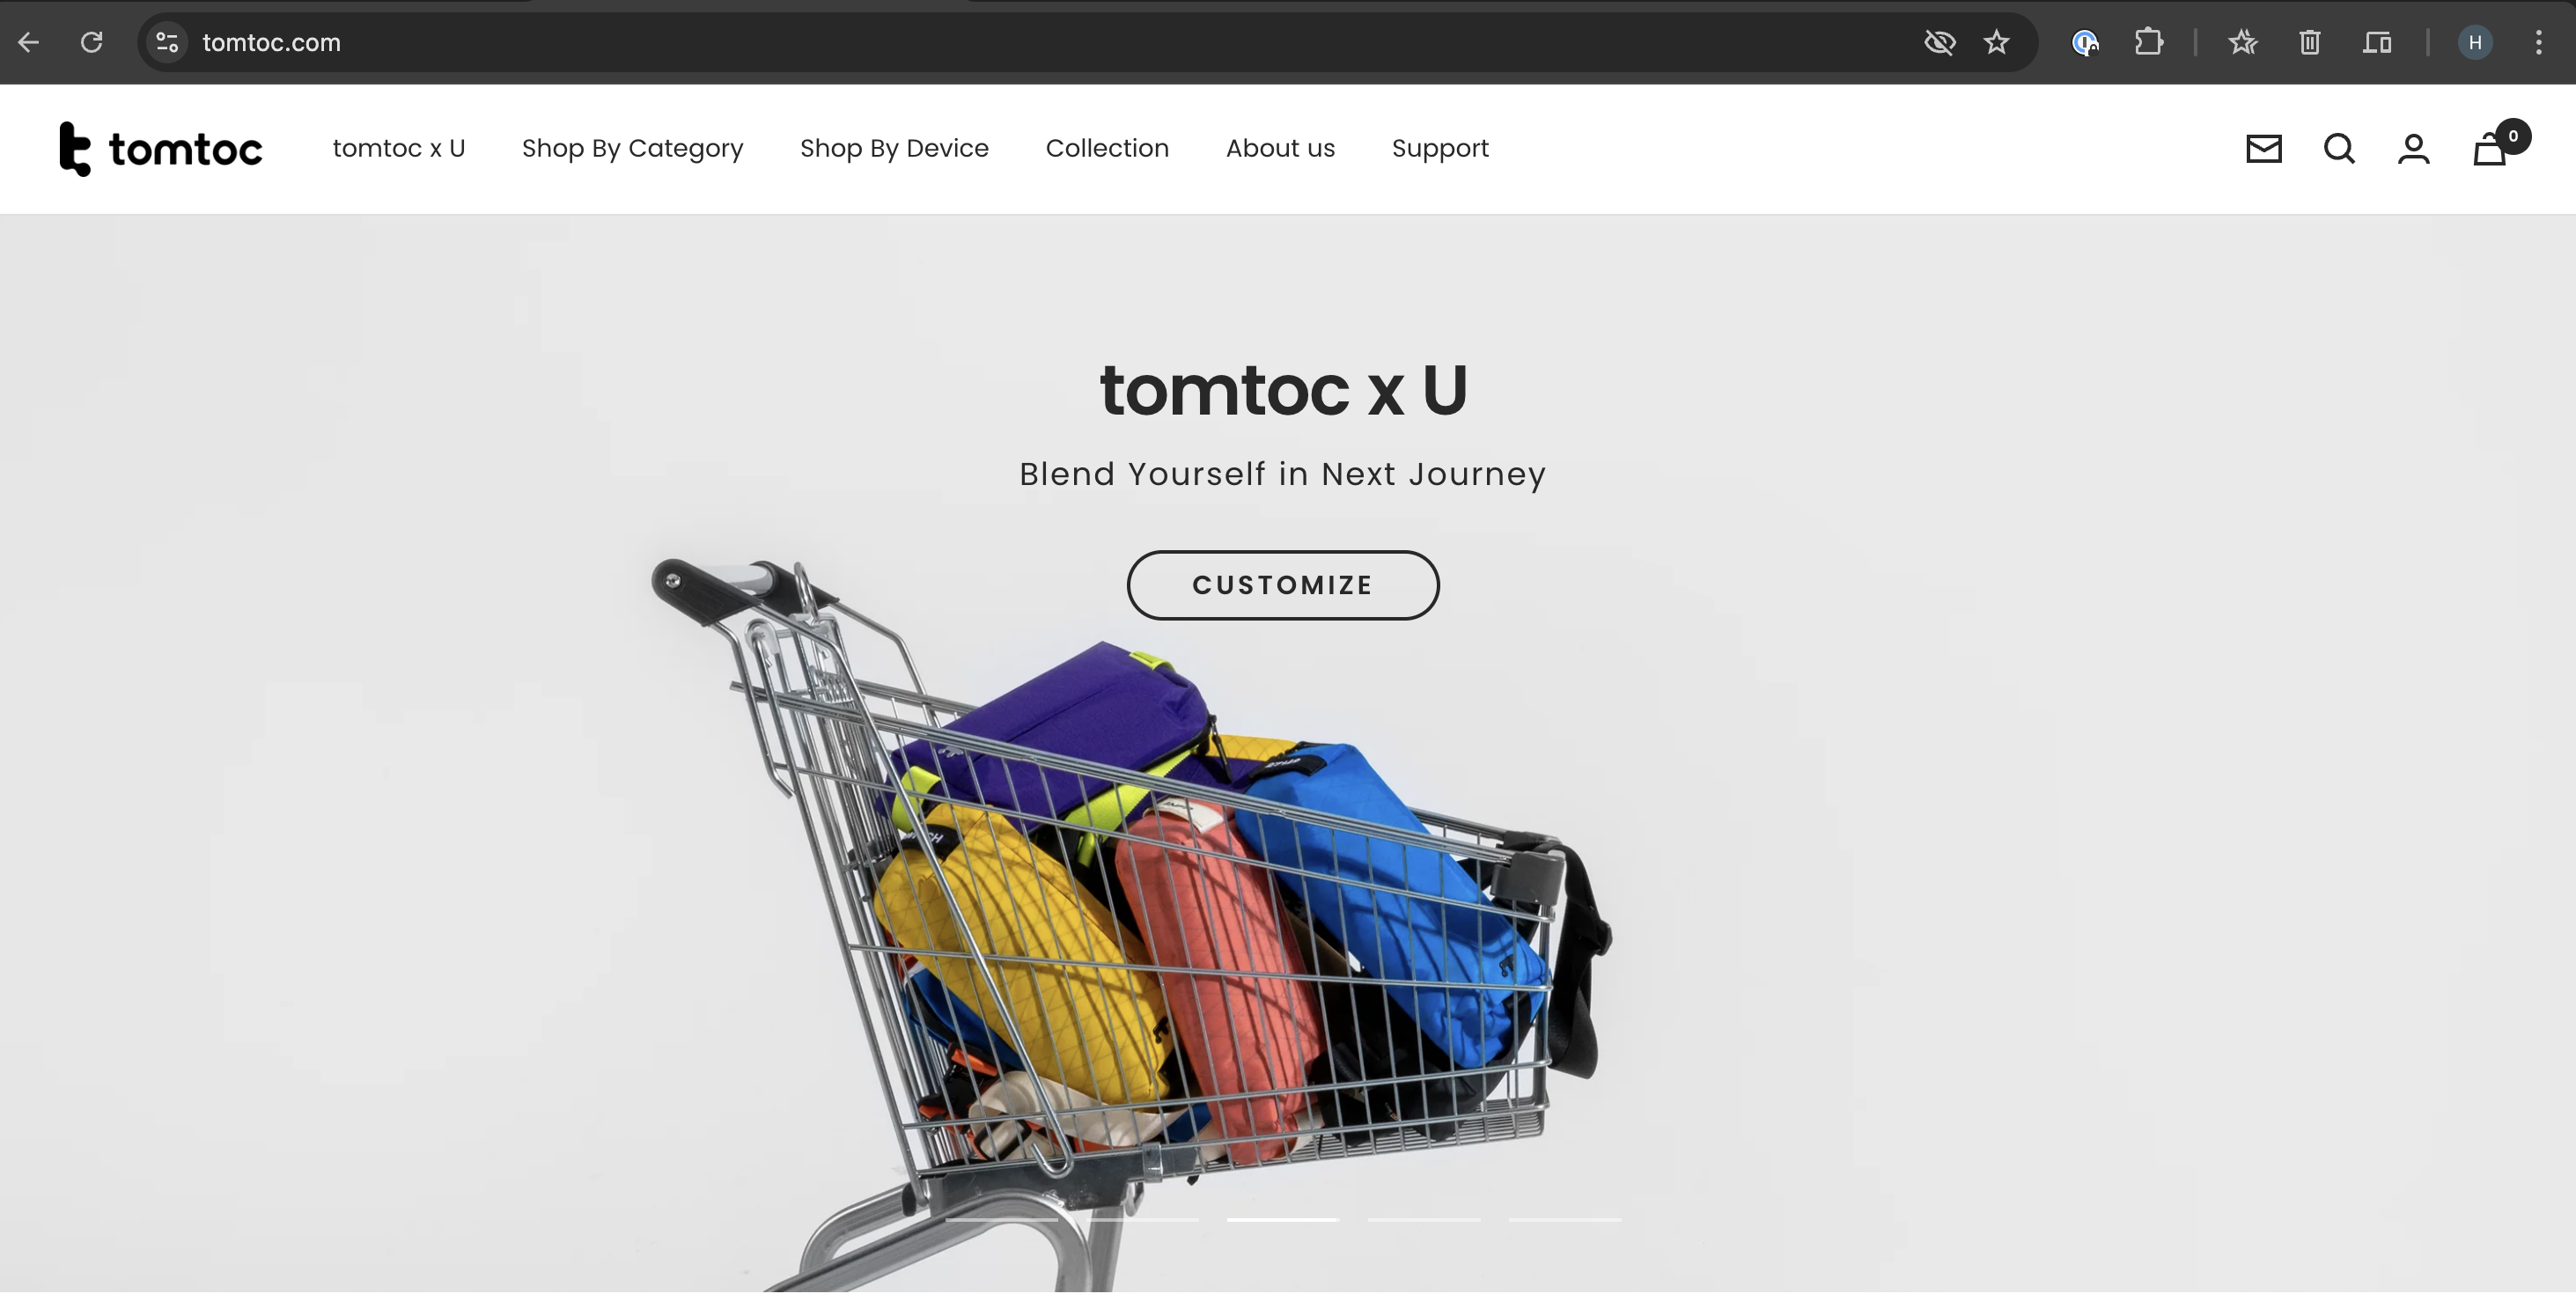 tomtoc.com
H
tomtoc
tomtoc x U
Shop By Category
Shop By Device
Collection
About us
Support
0
tomtoc x U
Blend Yourself in Next Journey
CUSTOMIZE